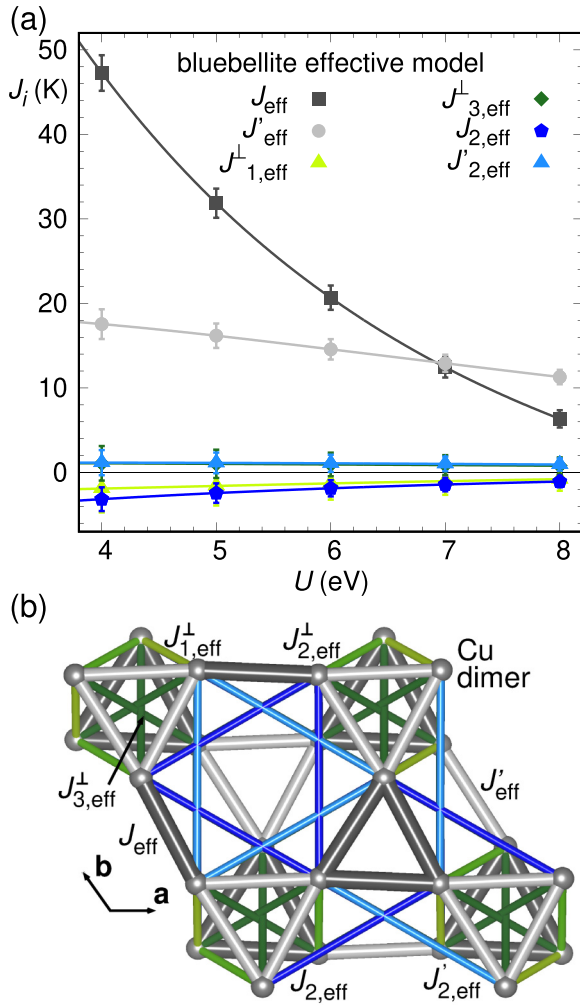 (a)
50
J_i (K)
40
30
20
10
0
bluebellite effective model
J_eff
J'_eff
J^⊥_1,eff
J^⊥_3,eff
J_2,eff
J'_2,eff
4 5 6 7 8
U (eV)
(b)
J^⊥_1,eff
J^⊥_2,eff
Cu
dimer
J^⊥_3,eff
J'_eff
J_eff
b
a
J_2,eff
J'_2,eff